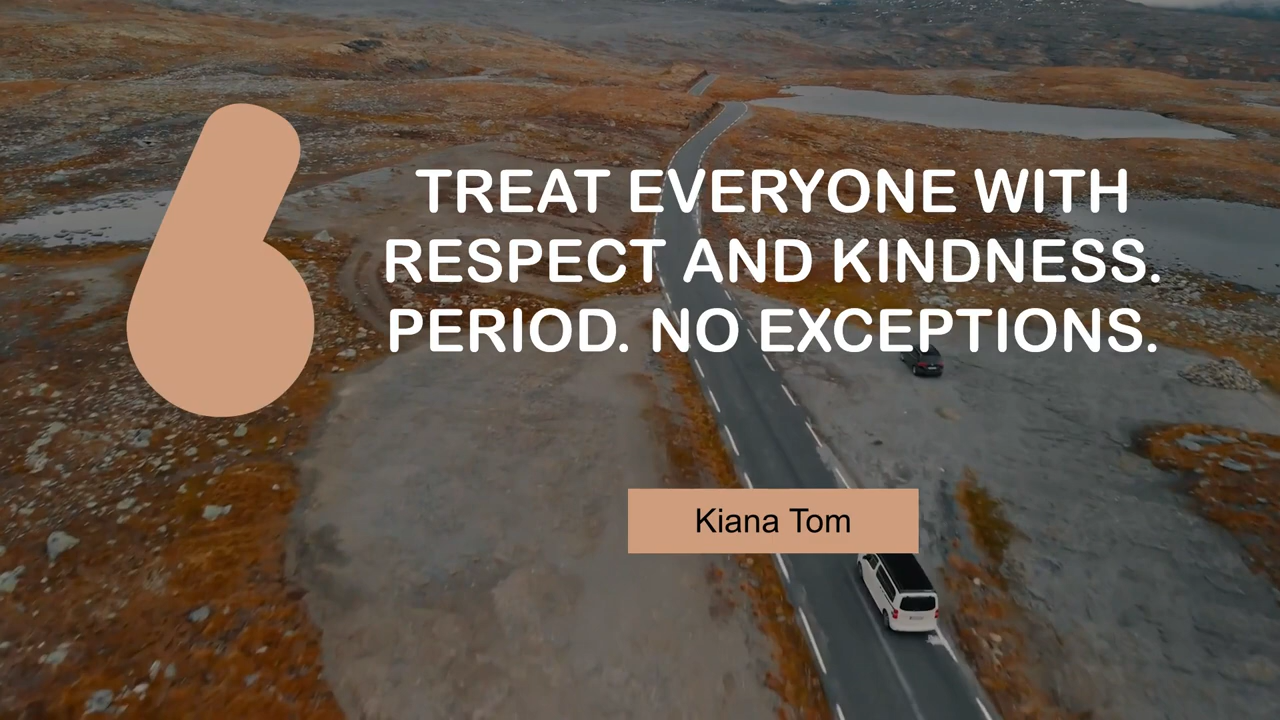 TREAT EVERYONE WITH
RESPECT AND KINDNESS.
PERIOD. NO EXCEPTIONS.
Kiana Tom